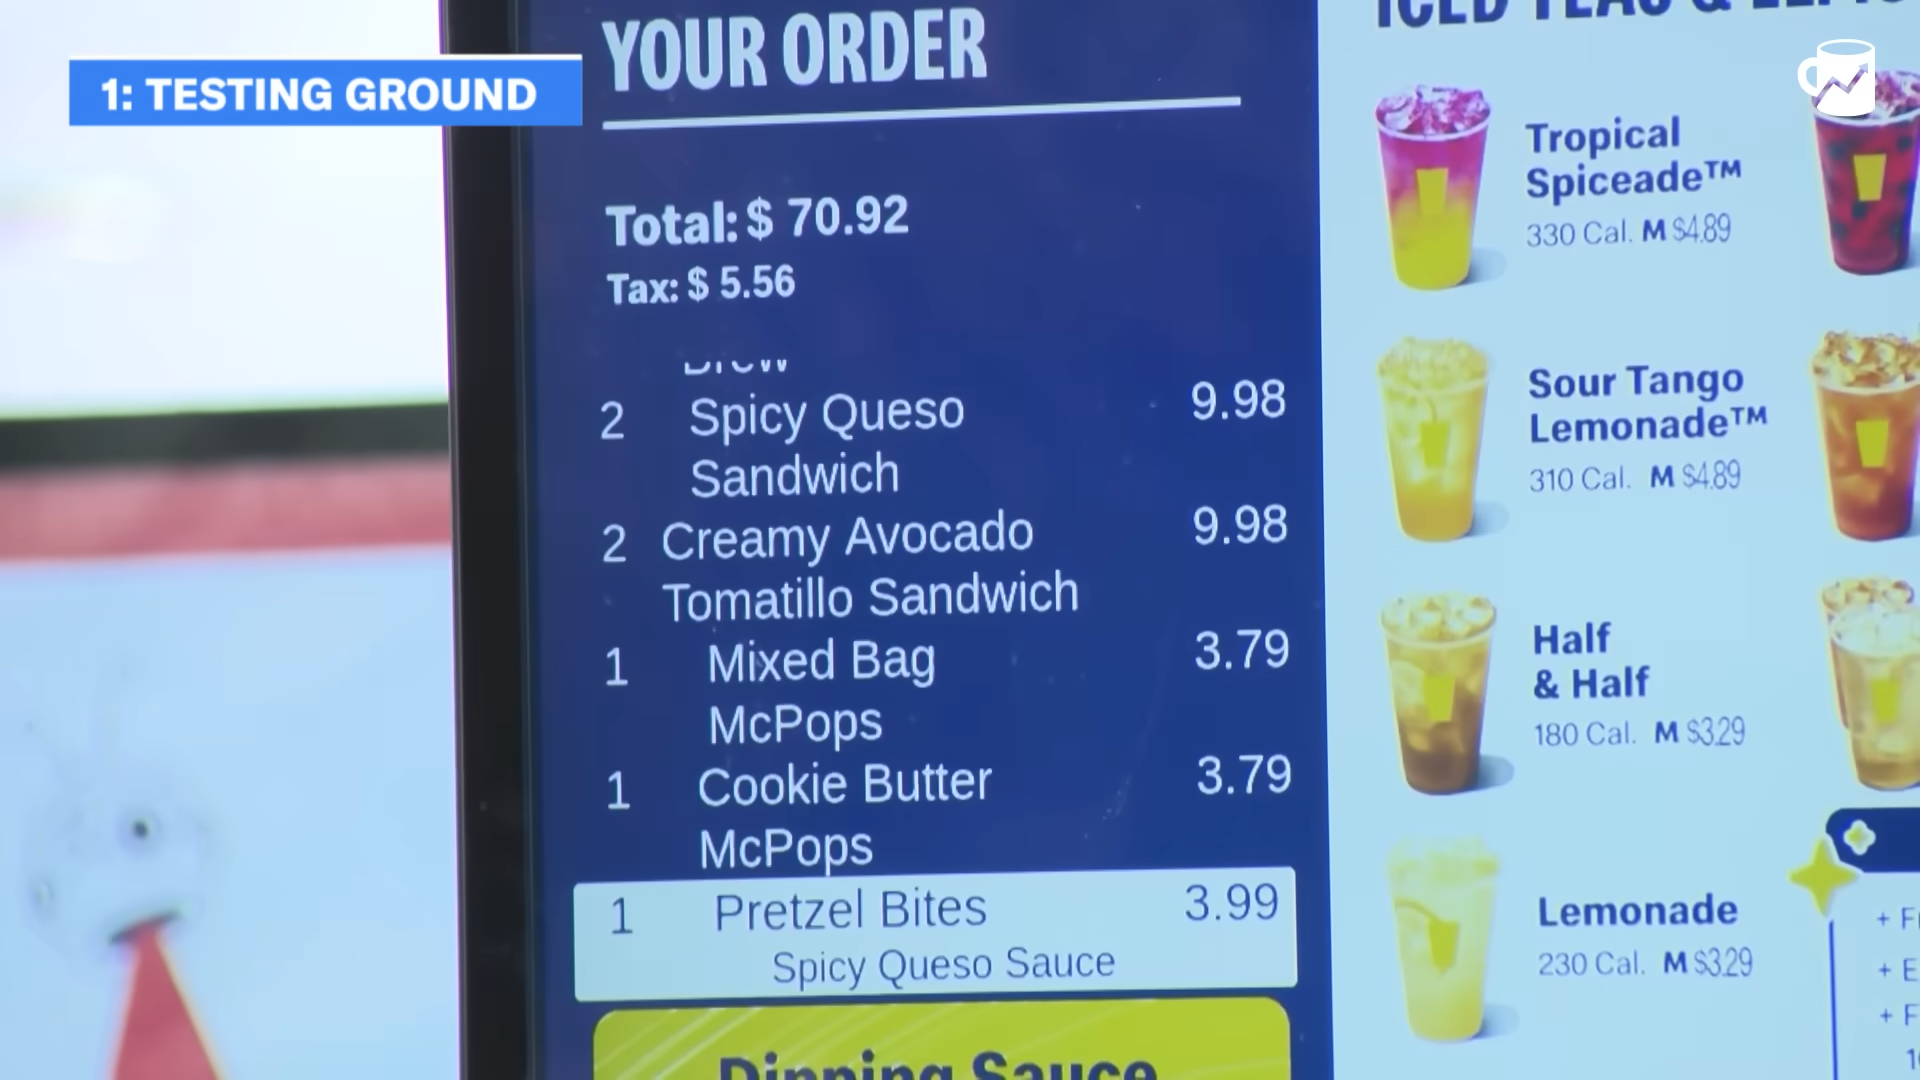 1: TESTING GROUND
YOUR ORDER
Total: $ 70.92
Tax: $ 5.56
2 Spicy Queso 9.98
Sandwich
2 Creamy Avocado 9.98
Tomatillo Sandwich
1 Mixed Bag 3.79
McPops
1 Cookie Butter 3.79
McPops
1 Pretzel Bites 3.99
Spicy Queso Sauce
Dipping Sauce
ICED TEAS &
Tropical
Spiceade™
330 Cal. M $4.89
Sour Tango
Lemonade™
310 Cal. M $4.89
Half
& Half
180 Cal. M $3.29
Lemonade
230 Cal. M $3.29